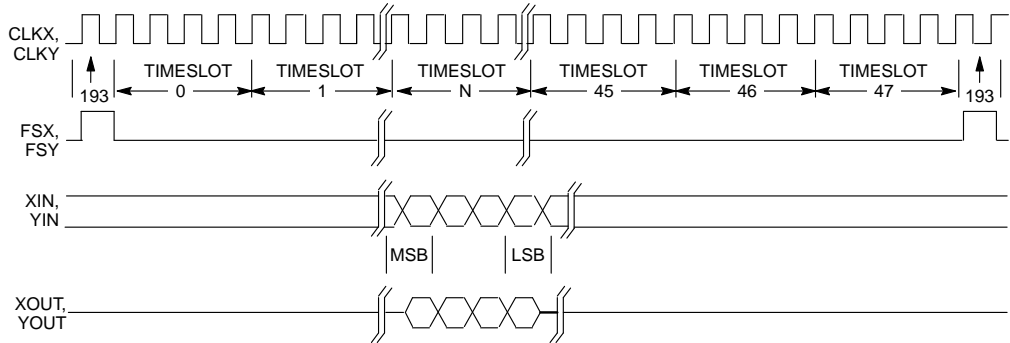 CLKX,
CLKY
TIMESLOT TIMESLOT TIMESLOT TIMESLOT TIMESLOT TIMESLOT
193 0 1 N 45 46 47 193
FSX,
FSY
XIN,
YIN
MSB LSB
XOUT,
YOUT